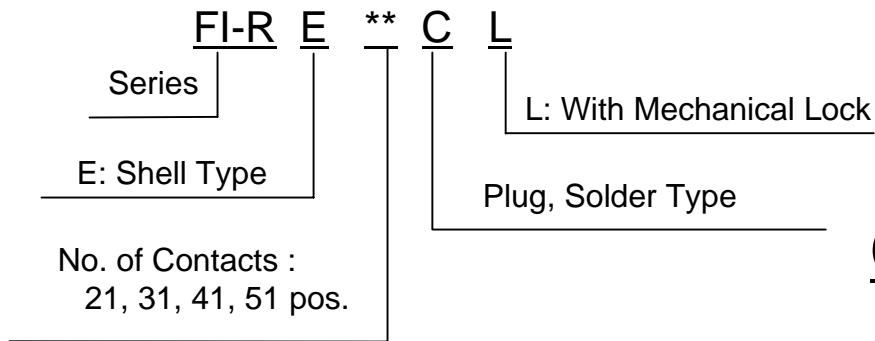 FI-R E ** C L
Series
L: With Mechanical Lock
E: Shell Type
Plug, Solder Type
No. of Contacts :
21, 31, 41, 51 pos.